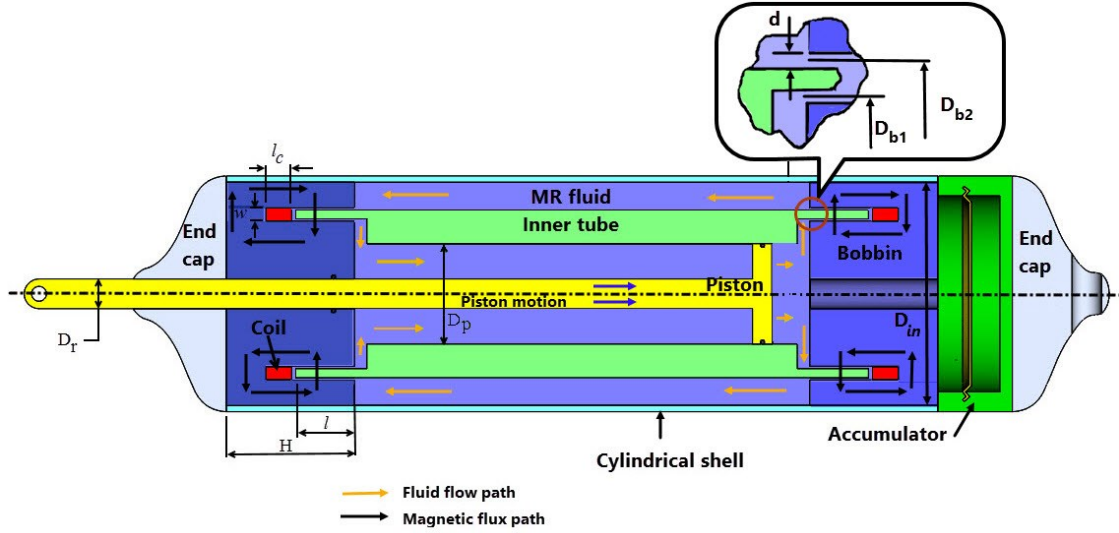 d
D_b2
D_b1
l_c
w
MR fluid
Inner tube
End
cap
Bobbin
End
cap
Piston
Piston motion
D_in
D_r
D_p
Coil
l
H
Accumulator
Cylindrical shell
Fluid flow path
Magnetic flux path